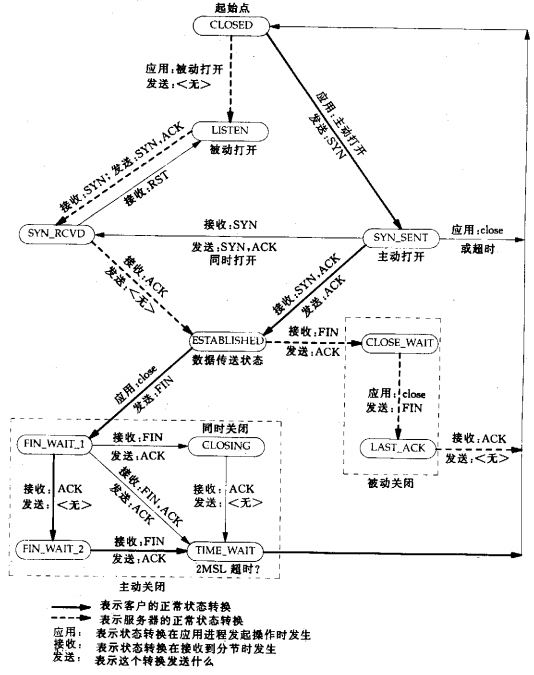 起始点
CLOSED
应用:被动打开
发送:<无>
应用:主动打开
发送:SYN
LISTEN
被动打开
接收:SYN; 发送:SYN,ACK
接收:RST
SYN_RCVD
接收:SYN
发送:SYN,ACK
同时打开
SYN_SENT
主动打开
应用:close
或超时
接收:ACK
发送:<无>
接收:SYN,ACK
发送:ACK
ESTABLISHED
数据传送状态
接收:FIN
发送:ACK
CLOSE_WAIT
应用:close
发送:FIN
应用:close
发送:FIN
LAST_ACK
被动关闭
接收:ACK
发送:<无>
同时关闭
FIN_WAIT_1
接收:FIN
发送:ACK
CLOSING
接收:ACK
发送:<无>
接收:FIN,ACK
发送:ACK
接收:ACK
发送:<无>
FIN_WAIT_2
接收:FIN
发送:ACK
TIME_WAIT
2MSL 超时?
主动关闭
表示客户的正常状态转换
表示服务器的正常状态转换
应用: 表示状态转换在应用进程发起操作时发生
接收: 表示状态转换在接收到分节时发生
发送: 表示这个转换发送什么